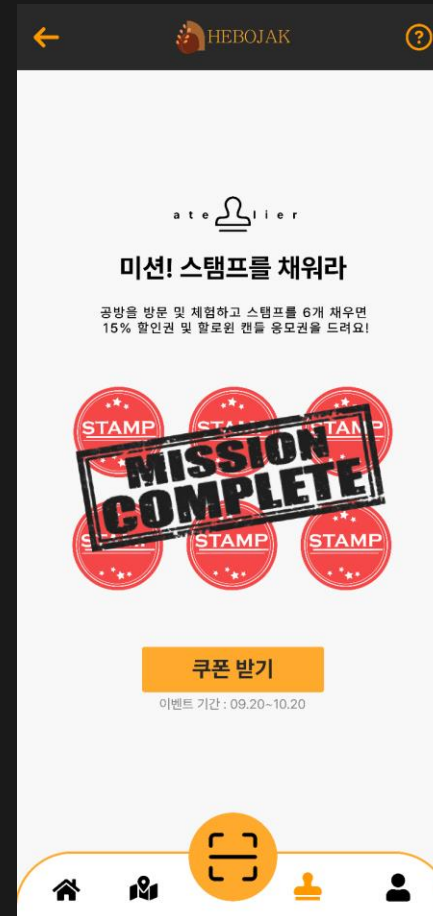 HEBOJAK
?
atelier
미션! 스탬프를 채워라
공방을 방문 및 체험하고 스탬프를 6개 채우면
15% 할인권 및 할로윈 캔들 응모권을 드려요!
STAMP STAMP STAMP
MISSION
COMPLETE
STAMP STAMP STAMP
쿠폰 받기
이벤트 기간 : 09.20~10.20